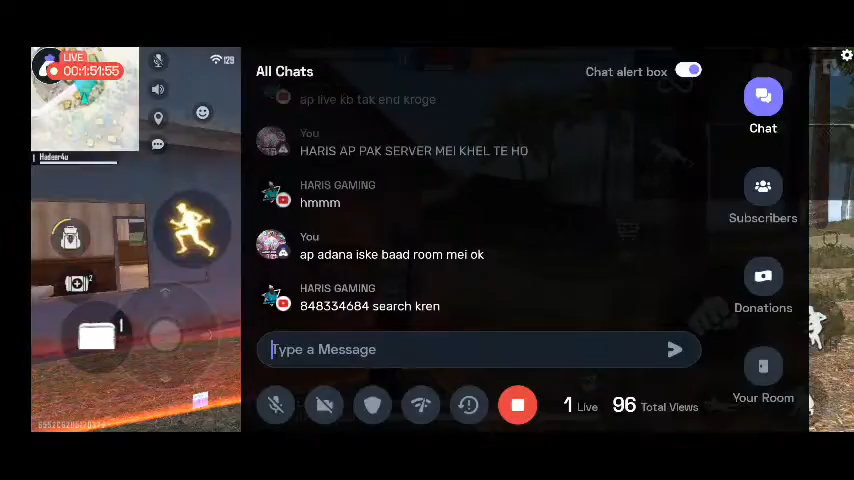 LIVE
00:1:51:55
Hadeer4u
All Chats
Chat alert box
ap live kb tak end kroge
You
HARIS AP PAK SERVER MEI KHEL TE HO
HARIS GAMING
hmmm
You
ap adana iske baad room mei ok
HARIS GAMING
848334684 search kren
Type a Message
1 Live
96 Total Views
Chat
Subscribers
Donations
Your Room